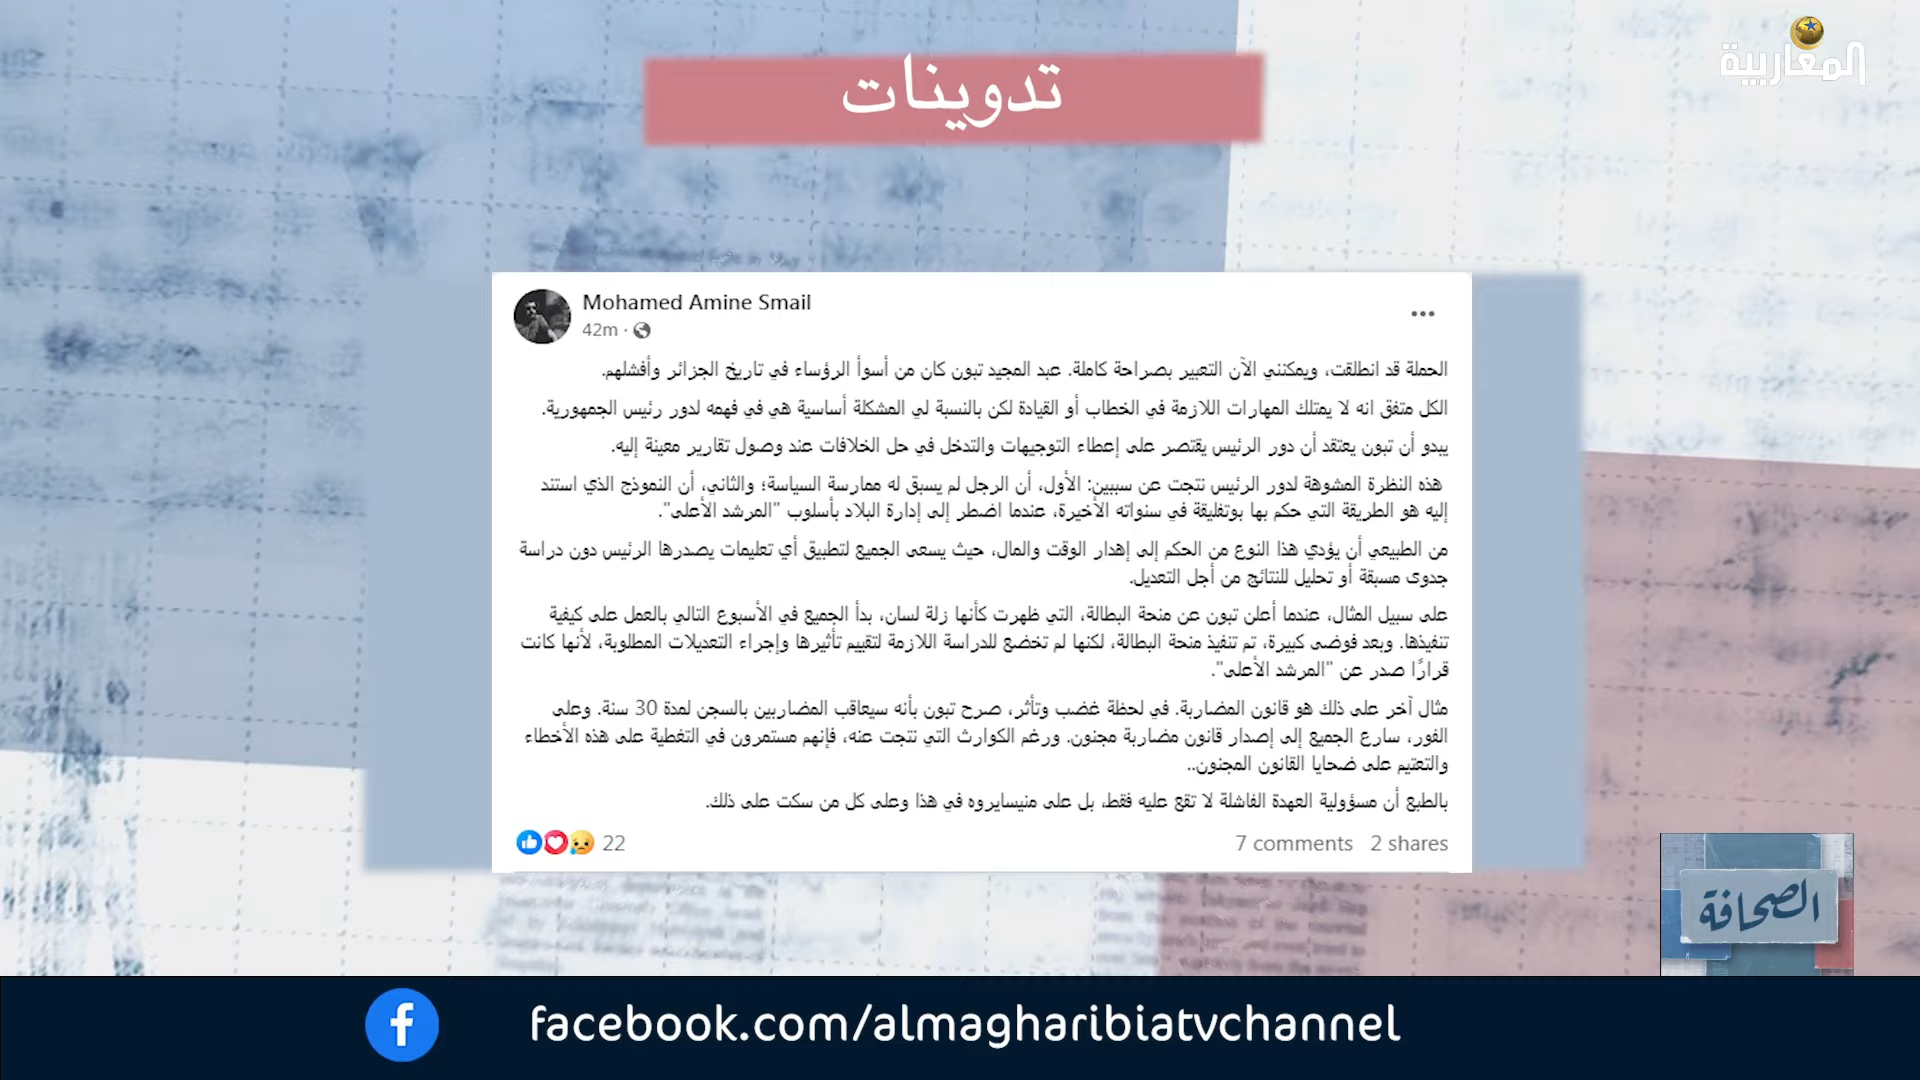 المغاربية
تدوينات
Mohamed Amine Smail
42m ·
الحملة قد انطلقت، ويمكنني الآن التعبير بصراحة كاملة. عبد المجيد تبون كان من أسوأ الرؤساء في تاريخ الجزائر وأفشلهم.
الكل متفق انه لا يمتلك المهارات اللازمة في الخطاب أو القيادة لكن بالنسبة لي المشكلة أساسية هي في فهمه لدور رئيس الجمهورية.
يبدو أن تبون يعتقد أن دور الرئيس يقتصر على إعطاء التوجيهات والتدخل في حل الخلافات عند وصول تقارير معينة إليه.
هذه النظرة المشوهة لدور الرئيس نتجت عن سببين: الأول، أن الرجل لم يسبق له ممارسة السياسة؛ والثاني، أن النموذج الذي استند
إليه هو الطريقة التي حكم بها بوتفليقة في سنواته الأخيرة، عندما اضطر إلى إدارة البلاد بأسلوب "المرشد الأعلى".
من الطبيعي أن يؤدي هذا النوع من الحكم إلى إهدار الوقت والمال، حيث يسعى الجميع لتطبيق أي تعليمات يصدرها الرئيس دون دراسة
جدوى مسبقة أو تحليل للنتائج من أجل التعديل.
على سبيل المثال، عندما أعلن تبون عن منحة البطالة، التي ظهرت كأنها زلة لسان، بدأ الجميع في الأسبوع التالي بالعمل على كيفية
تنفيذها. وبعد فوضى كبيرة، تم تنفيذ منحة البطالة، لكنها لم تخضع للدراسة اللازمة لتقييم تأثيرها وإجراء التعديلات المطلوبة، لأنها كانت
قرارًا صدر عن "المرشد الأعلى".
مثال آخر على ذلك هو قانون المضاربة. في لحظة غضب وتأثر، صرح تبون بأنه سيعاقب المضاربين بالسجن لمدة 30 سنة. وعلى
الفور، سارع الجميع إلى إصدار قانون مضاربة مجنون. ورغم الكوارث التي نتجت عنه، فإنهم مستمرون في التغطية على هذه الأخطاء
والتعتيم على ضحايا القانون المجنون..
بالطبع أن مسؤولية العهدة الفاشلة لا تقع عليه فقط، بل على منيسايروه في هذا وعلى كل من سكت على ذلك.
22
7 comments 2 shares
الصحافة
facebook.com/almagharibiatvchannel